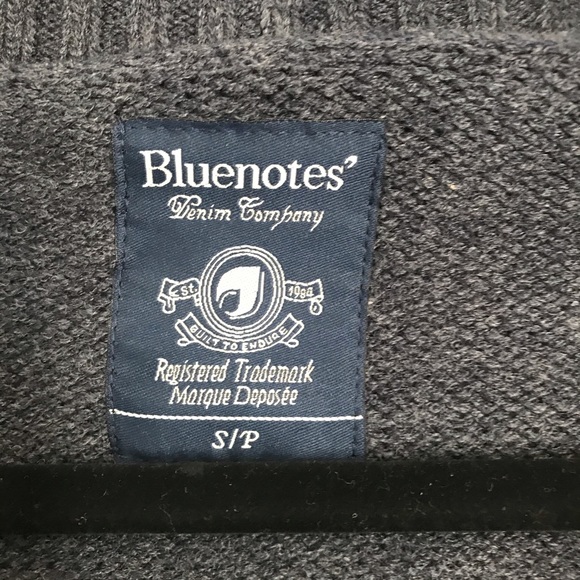 Bluenotes'
Denim Company
Est. 1984
BUILT TO ENDURE
Registered Trademark
Marque Deposée
S/P